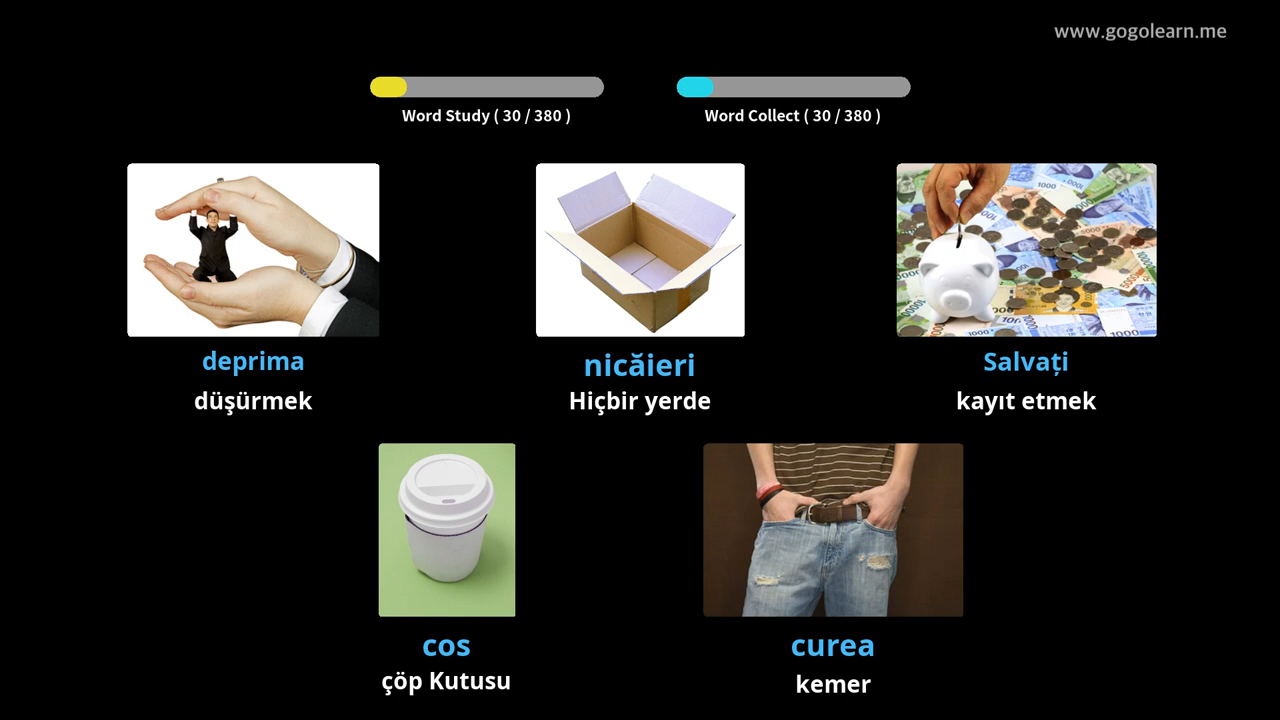 www.gogolearn.me
Word Study ( 30 / 380 )
Word Collect ( 30 / 380 )
deprima
düşürmek
nicăieri
Hiçbir yerde
Salvați
kayıt etmek
cos
çöp Kutusu
curea
kemer